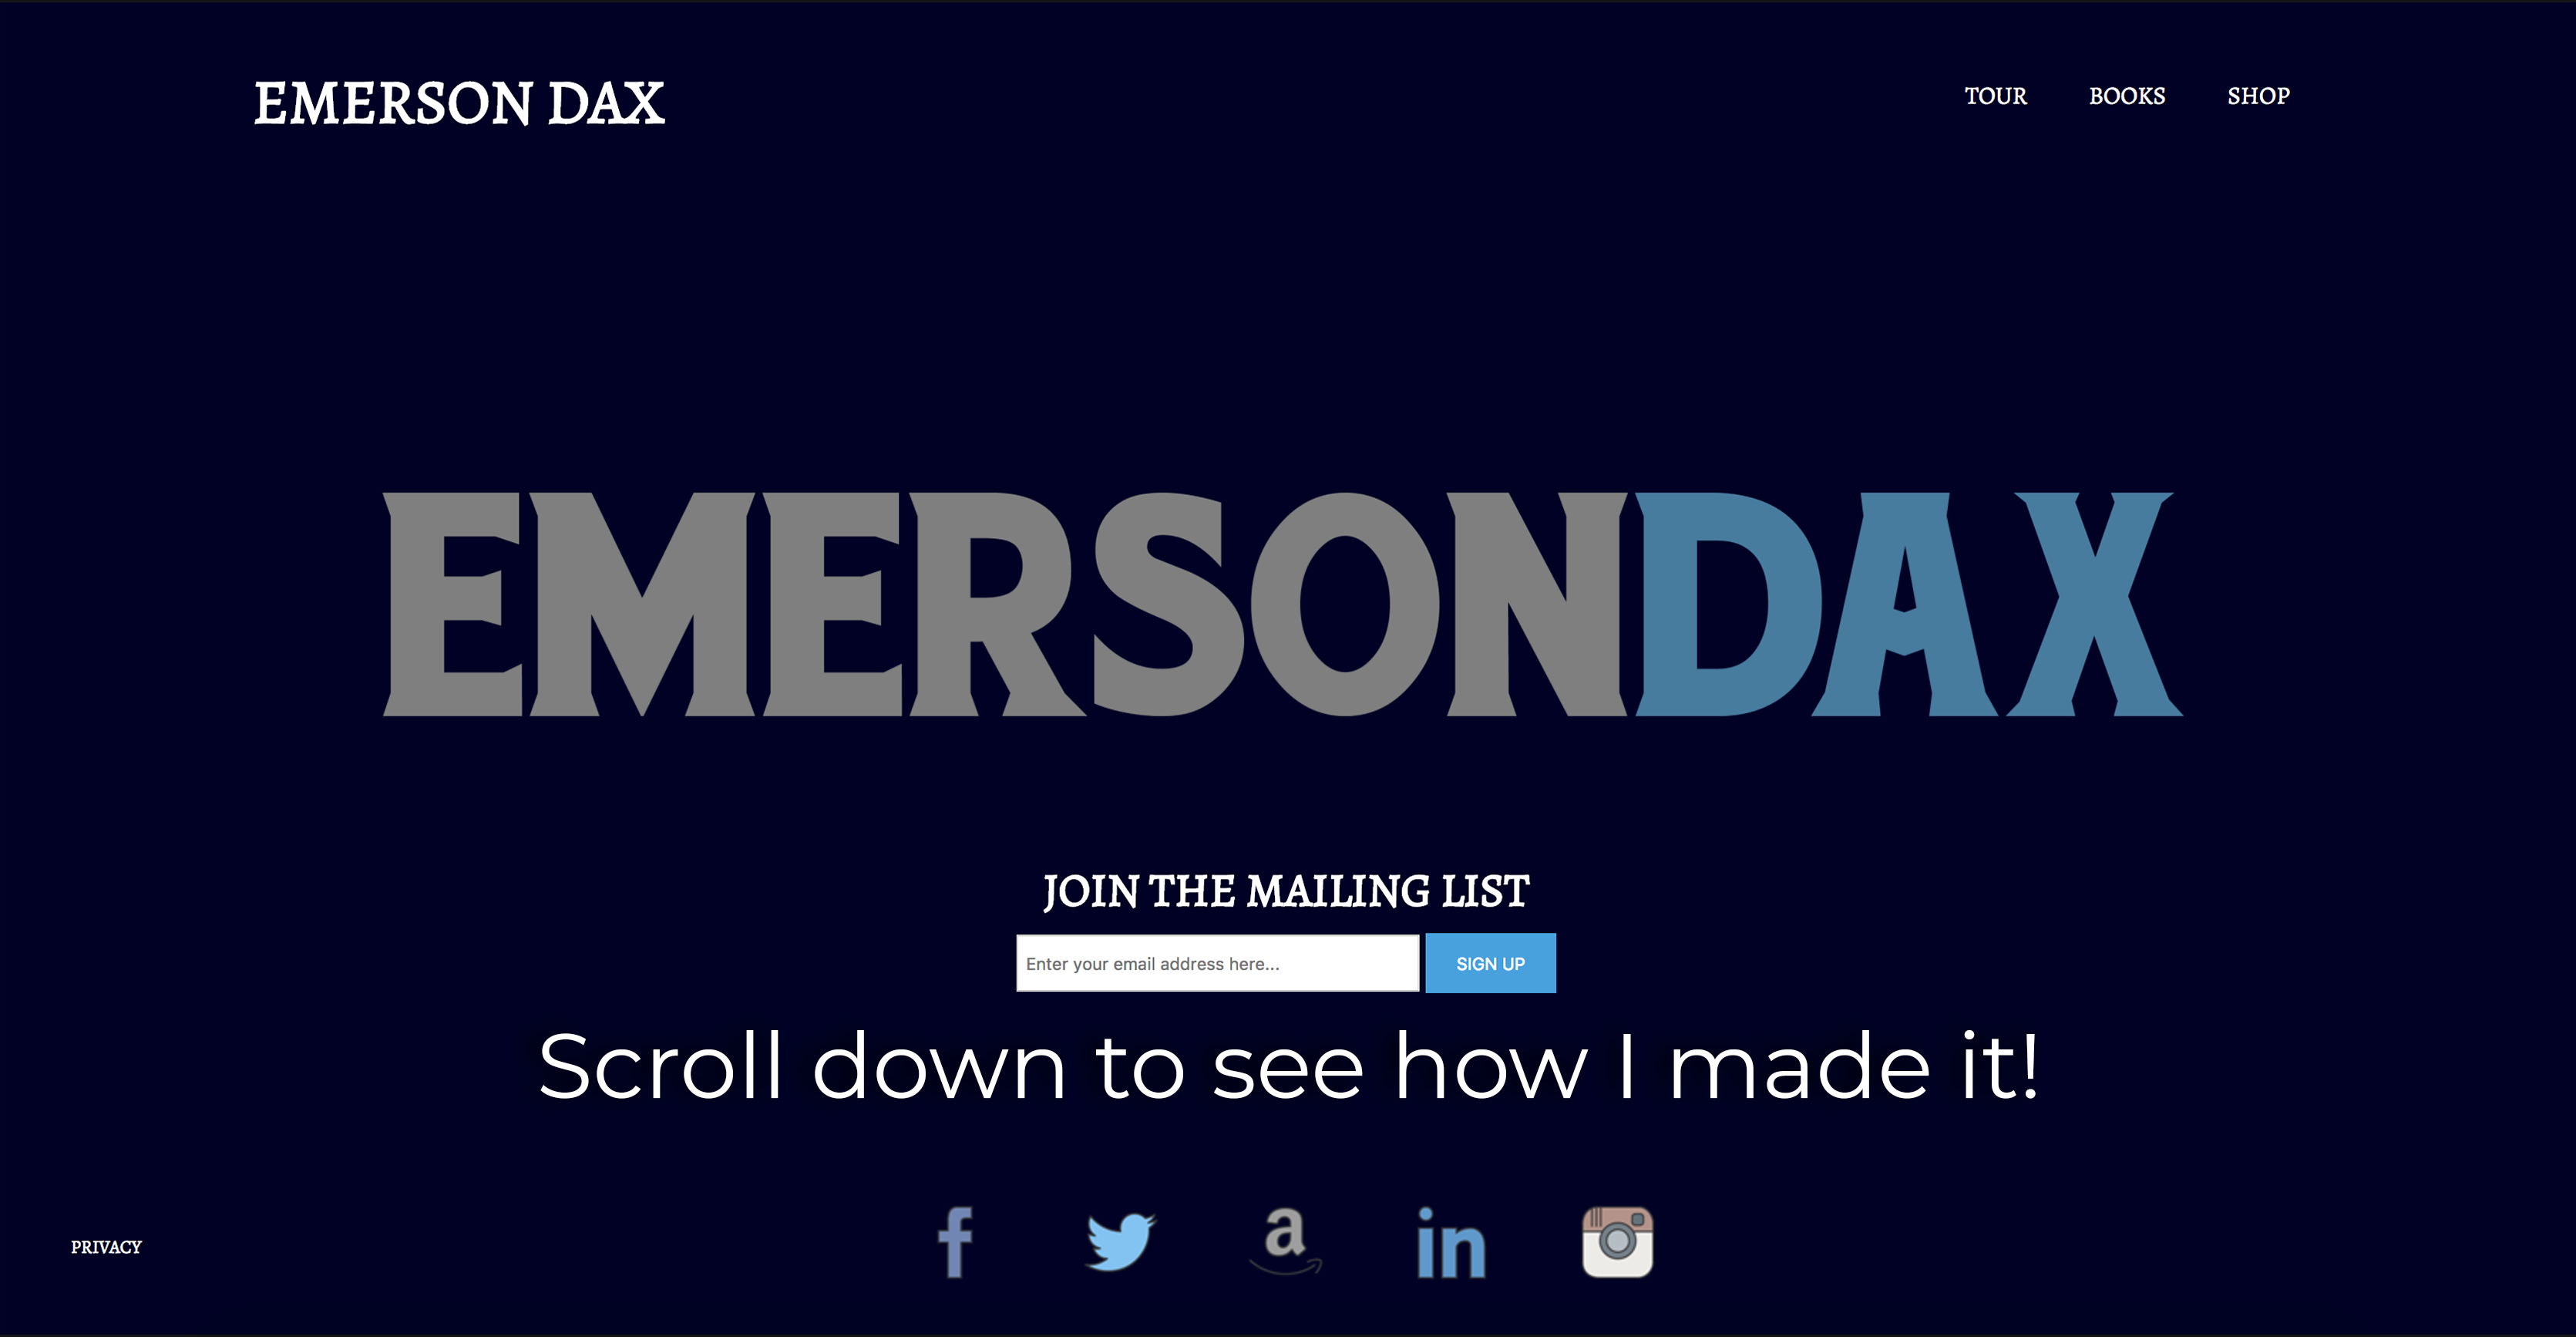 EMERSON DAX
TOUR BOOKS SHOP
EMERSONDAX
JOIN THE MAILING LIST
Enter your email address here...
SIGN UP
Scroll down to see how I made it!
PRIVACY
f
a
in